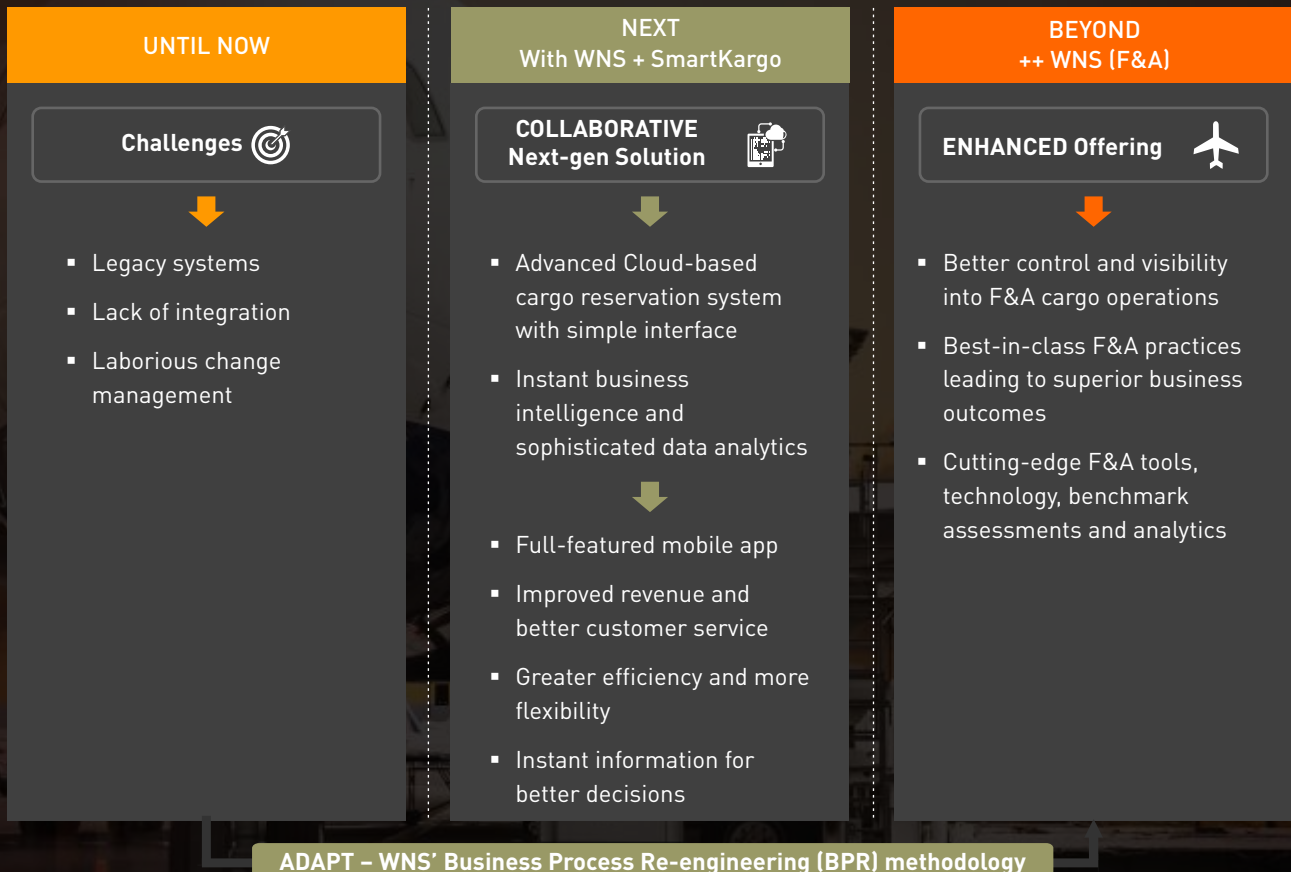 UNTIL NOW
Challenges
▪ Legacy systems
▪ Lack of integration
▪ Laborious change
management
NEXT
With WNS + SmartKargo
COLLABORATIVE
Next-gen Solution
▪ Advanced Cloud-based
cargo reservation system
with simple interface
▪ Instant business
intelligence and
sophisticated data analytics
▪ Full-featured mobile app
▪ Improved revenue and
better customer service
▪ Greater efficiency and more
flexibility
▪ Instant information for
better decisions
BEYOND
++ WNS (F&A)
ENHANCED Offering
▪ Better control and visibility
into F&A cargo operations
▪ Best-in-class F&A practices
leading to superior business
outcomes
▪ Cutting-edge F&A tools,
technology, benchmark
assessments and analytics
ADAPT – WNS’ Business Process Re-engineering (BPR) methodology